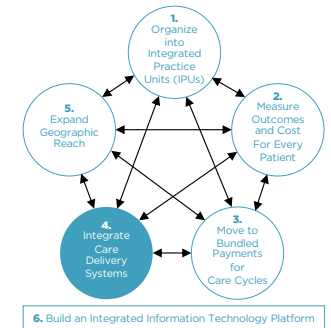 1.
Organize
into
Integrated
Practice
Units (IPUs)
2.
Measure
Outcomes
and Cost
For Every
Patient
3.
Move to
Bundled
Payments
for
Care Cycles
4.
Integrate
Care
Delivery
Systems
5.
Expand
Geographic
Reach
6. Build an Integrated Information Technology Platform